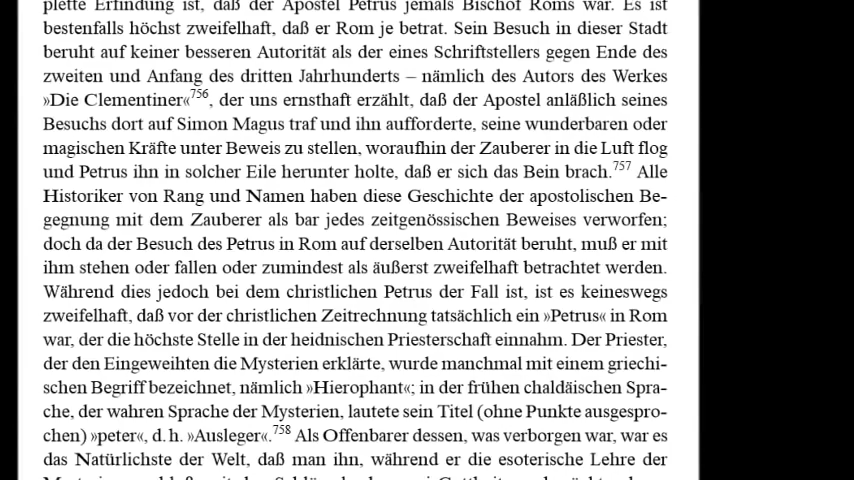 plette Erfindung ist, daß der Apostel Petrus jemals Bischof Roms war. Es ist
bestenfalls höchst zweifelhaft, daß er Rom je betrat. Sein Besuch in dieser Stadt
beruht auf keiner besseren Autorität als der eines Schriftstellers gegen Ende des
zweiten und Anfang des dritten Jahrhunderts – nämlich des Autors des Werkes
»Die Clementiner«756, der uns ernsthaft erzählt, daß der Apostel anläßlich seines
Besuchs dort auf Simon Magus traf und ihn aufforderte, seine wunderbaren oder
magischen Kräfte unter Beweis zu stellen, woraufhin der Zauberer in die Luft flog
und Petrus ihn in solcher Eile herunter holte, daß er sich das Bein brach.757 Alle
Historiker von Rang und Namen haben diese Geschichte der apostolischen Be-
gegnung mit dem Zauberer als bar jedes zeitgenössischen Beweises verworfen;
doch da der Besuch des Petrus in Rom auf derselben Autorität beruht, muß er mit
ihm stehen oder fallen oder zumindest als äußerst zweifelhaft betrachtet werden.
Während dies jedoch bei dem christlichen Petrus der Fall ist, ist es keineswegs
zweifelhaft, daß vor der christlichen Zeitrechnung tatsächlich ein »Petrus« in Rom
war, der die höchste Stelle in der heidnischen Priesterschaft einnahm. Der Priester,
der den Eingeweihten die Mysterien erklärte, wurde manchmal mit einem griechi-
schen Begriff bezeichnet, nämlich »Hierophant«; in der frühen chaldäischen Spra-
che, der wahren Sprache der Mysterien, lautete sein Titel (ohne Punkte ausgespro-
chen) »peter«, d. h. »Ausleger«.758 Als Offenbarer dessen, was verborgen war, war es
das Natürlichste der Welt, daß man ihn, während er die esoterische Lehre der